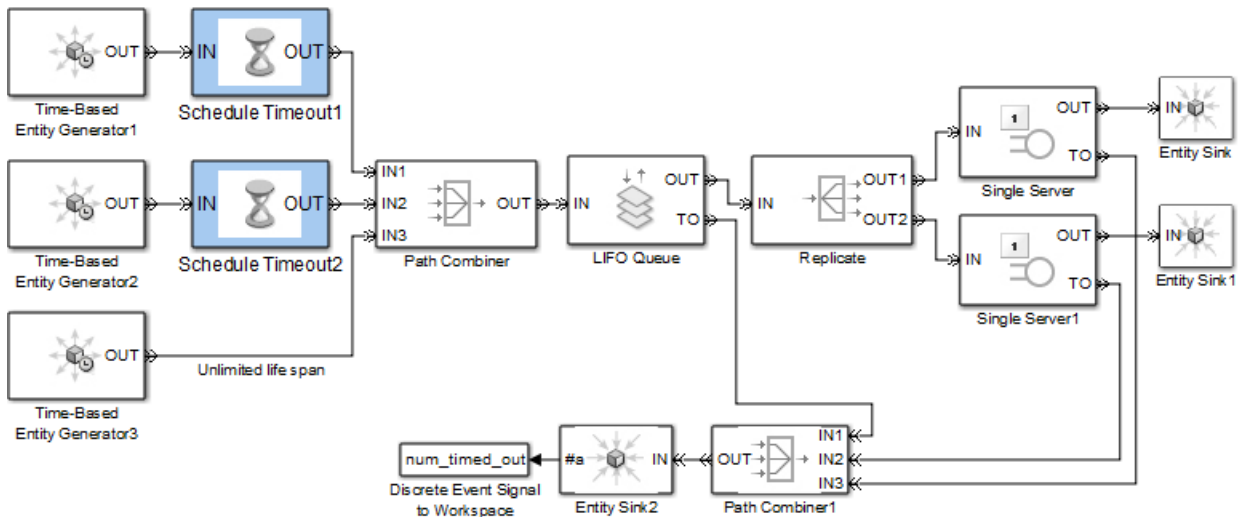 OUT
Time-Based
Entity Generator1
IN
OUT
Schedule Timeout1
OUT
Time-Based
Entity Generator2
IN
OUT
Schedule Timeout2
OUT
Time-Based
Entity Generator3
Unlimited life span
IN1
IN2
IN3
OUT
Path Combiner
IN
OUT
TO
LIFO Queue
IN
OUT1
OUT2
Replicate
IN
1
OUT
TO
Single Server
IN
Entity Sink
IN
1
OUT
TO
Single Server1
IN
Entity Sink1
num_timed_out
Discrete Event Signal
to Workspace
#a
IN
Entity Sink2
OUT
IN1
IN2
IN3
Path Combiner1